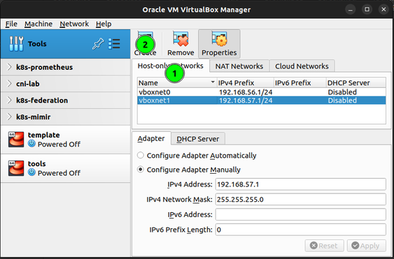 Oracle VM VirtualBox Manager
File Machine Network Help
Tools
2
Create Remove Properties
k8s-prometheus
cni-lab
k8s-federation
k8s-mimir
template
Powered Off
tools
Powered Off
Host-only Networks NAT Networks Cloud Networks
1
Name IPv4 Prefix IPv6 Prefix DHCP Server
vboxnet0 192.168.56.1/24 Disabled
vboxnet1 192.168.57.1/24 Disabled
Adapter DHCP Server
Configure Adapter Automatically
Configure Adapter Manually
IPv4 Address: 192.168.57.1
IPv4 Network Mask: 255.255.255.0
IPv6 Address:
IPv6 Prefix Length: 0
Reset Apply